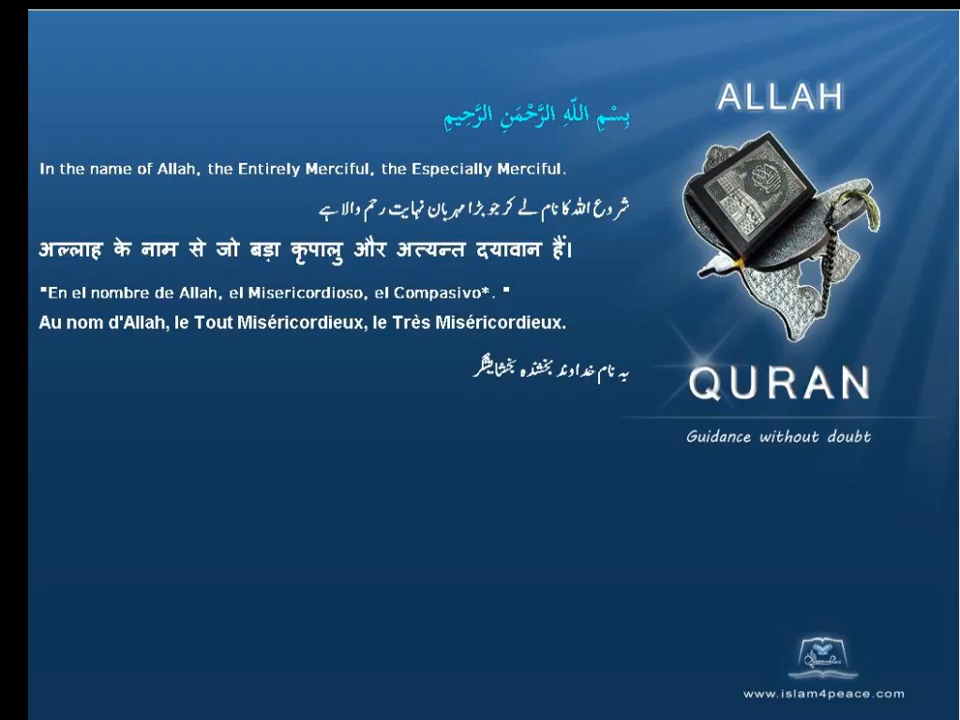 بِسْمِ اللَّهِ الرَّحْمَنِ الرَّحِيمِ
In the name of Allah, the Entirely Merciful, the Especially Merciful.
شروع الله کا نام لے کر جو بڑا مہربان نہایت رحم والا ہے
अल्लाह के नाम से जो बड़ा कृपालु और अत्यन्त दयावान हैं।
"En el nombre de Allah, el Misericordioso, el Compasivo*. "
Au nom d'Allah, le Tout Miséricordieux, le Très Miséricordieux.
به نام خداوند بخشنده بخشایشگر
ALLAH
QURAN
Guidance without doubt
www.islam4peace.com